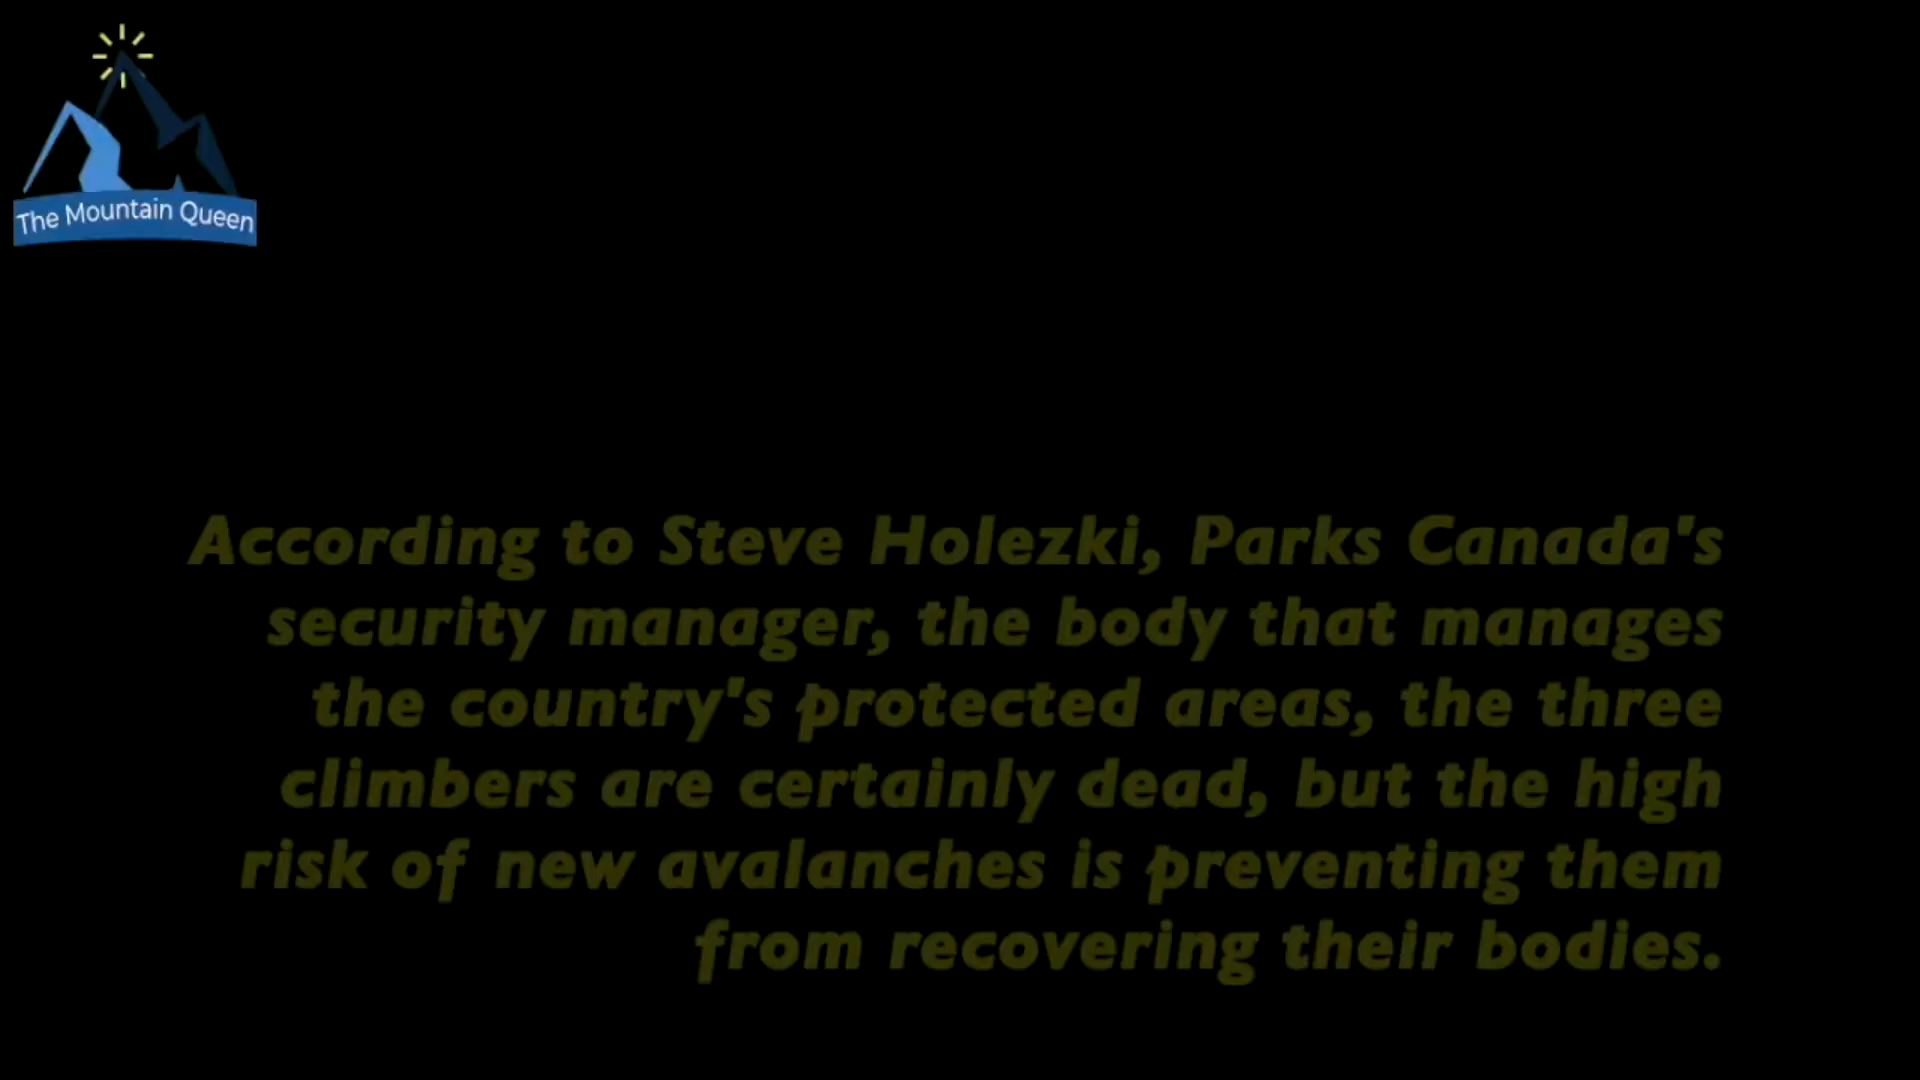 The Mountain Queen
According to Steve Holezki, Parks Canada's
security manager, the body that manages
the country's protected areas, the three
climbers are certainly dead, but the high
risk of new avalanches is preventing them
from recovering their bodies.